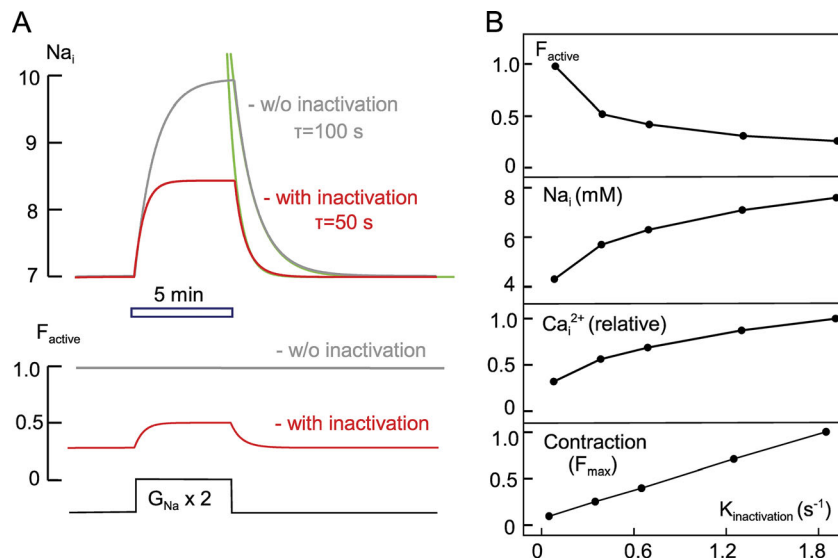 A
Na_i
10
9
8
7
- w/o inactivation
τ=100 s
- with inactivation
τ=50 s
5 min
F_active
1.0
0.5
0
- w/o inactivation
- with inactivation
G_Na x 2
B
F_active
1.0
0.5
0
Na_i (mM)
8
6
4
Ca_i^2+ (relative)
1.0
0.5
0
Contraction
(F_max)
1.0
0.5
0
K_inactivation (s^-1)
0 0.6 1.2 1.8